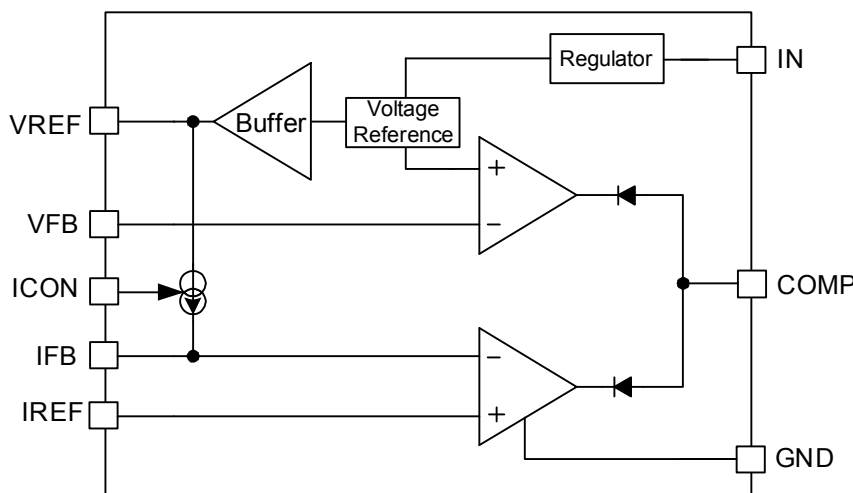 Regulator
IN
VREF
Buffer
Voltage
Reference
+
VFB
−
ICON
COMP
IFB
−
IREF
+
GND